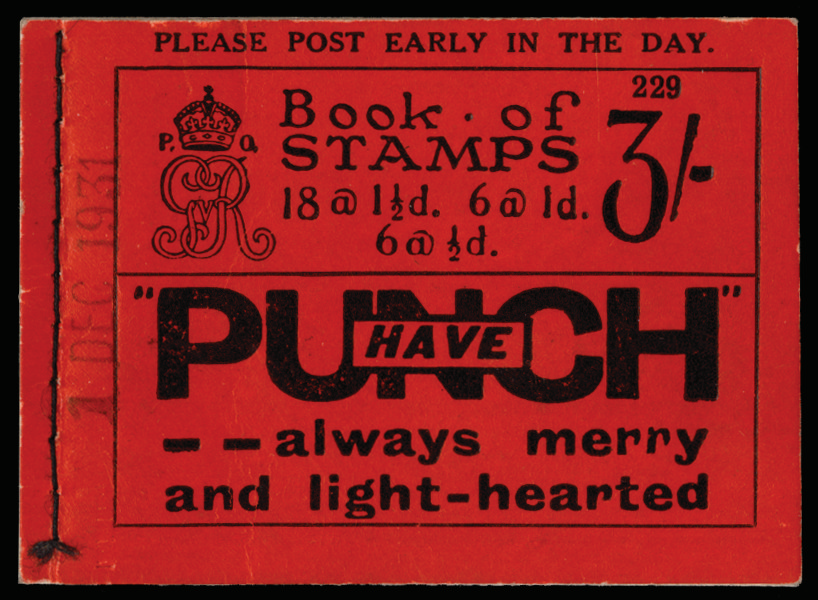 PLEASE POST EARLY IN THE DAY.
229
P. O.
GvR
Book · of
STAMPS
18 @ 1½d. 6 @ 1d.
6 @ ½d.
3/-
1 DEC 1931
"PUNCH"
HAVE
– – always merry
and light-hearted